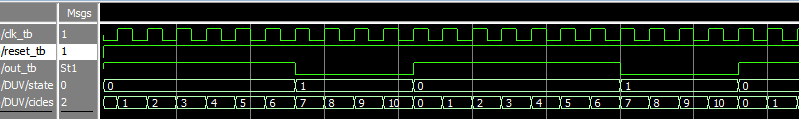 Msgs
/clk_tb 1
/reset_tb 1
/out_tb St1
/DUV/state 0 0 1 0 1 0
/DUV/cicles 2 1 2 3 4 5 6 7 8 9 10 0 1 2 3 4 5 6 7 8 9 10 0 1